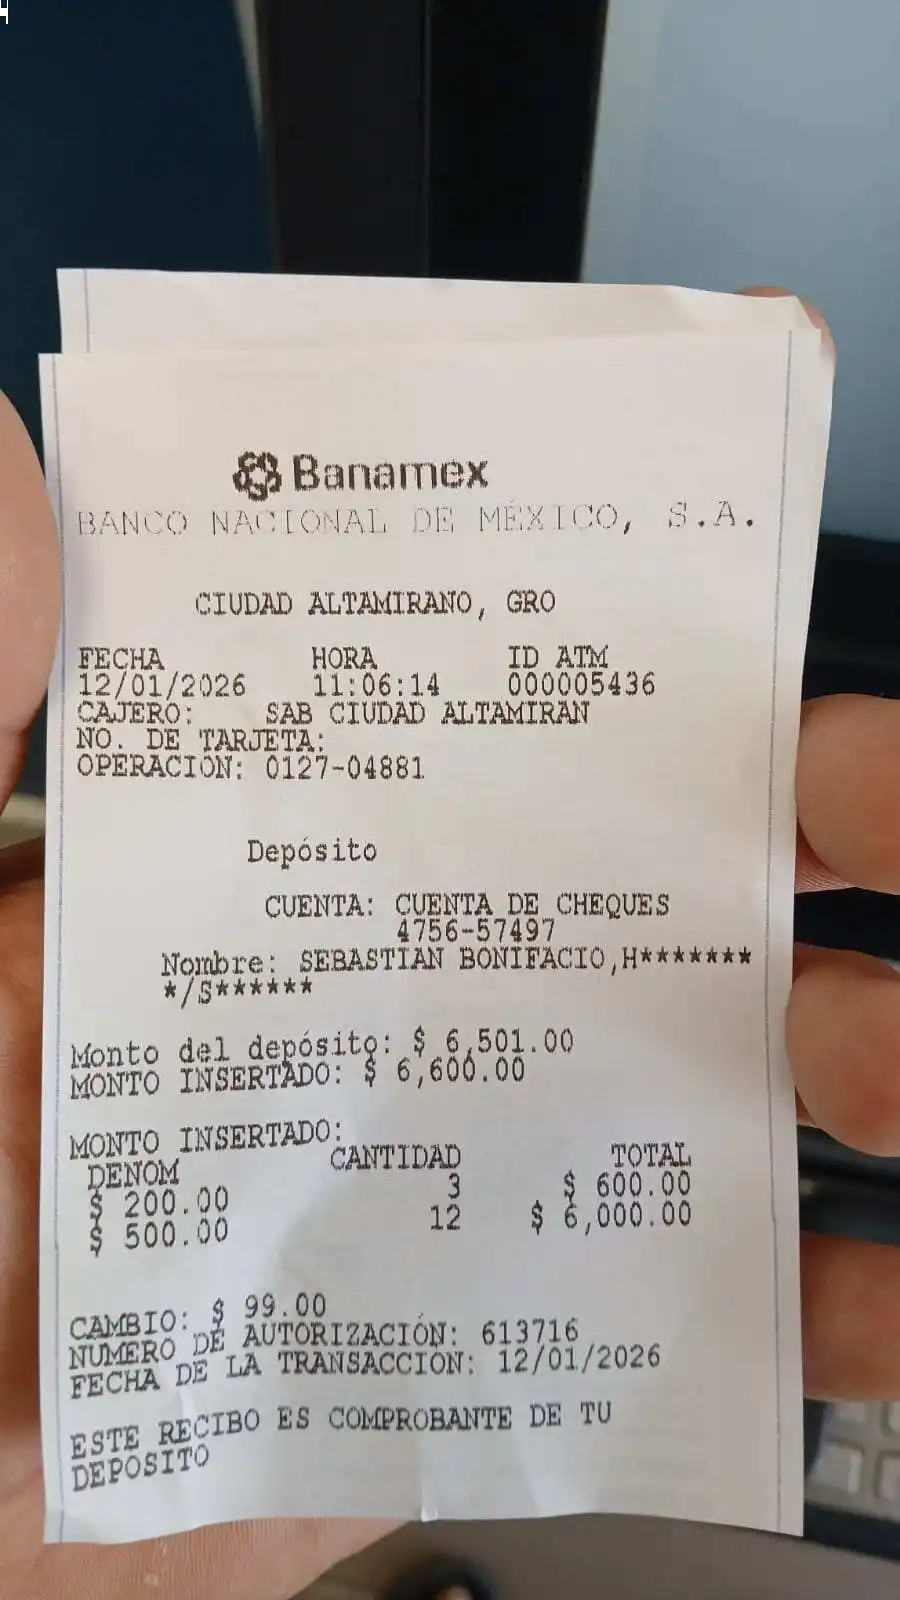 Banamex
BANCO NACIONAL DE MÉXICO, S.A.
CIUDAD ALTAMIRANO, GRO
FECHA HORA ID ATM
12/01/2026 11:06:14 000005436
CAJERO: SAB CIUDAD ALTAMIRAN
NO. DE TARJETA:
OPERACION: 0127-04881
Depósito
CUENTA: CUENTA DE CHEQUES
4756-57497
Nombre: SEBASTIAN BONIFACIO,H*******
*/S******
Monto del depósito: $ 6,501.00
MONTO INSERTADO: $ 6,600.00
MONTO INSERTADO:
DENOM CANTIDAD TOTAL
$ 200.00 3 $ 600.00
$ 500.00 12 $ 6,000.00
CAMBIO: $ 99.00
NUMERO DE AUTORIZACIÓN: 613716
FECHA DE LA TRANSACCIÓN: 12/01/2026
ESTE RECIBO ES COMPROBANTE DE TU
DEPOSITO